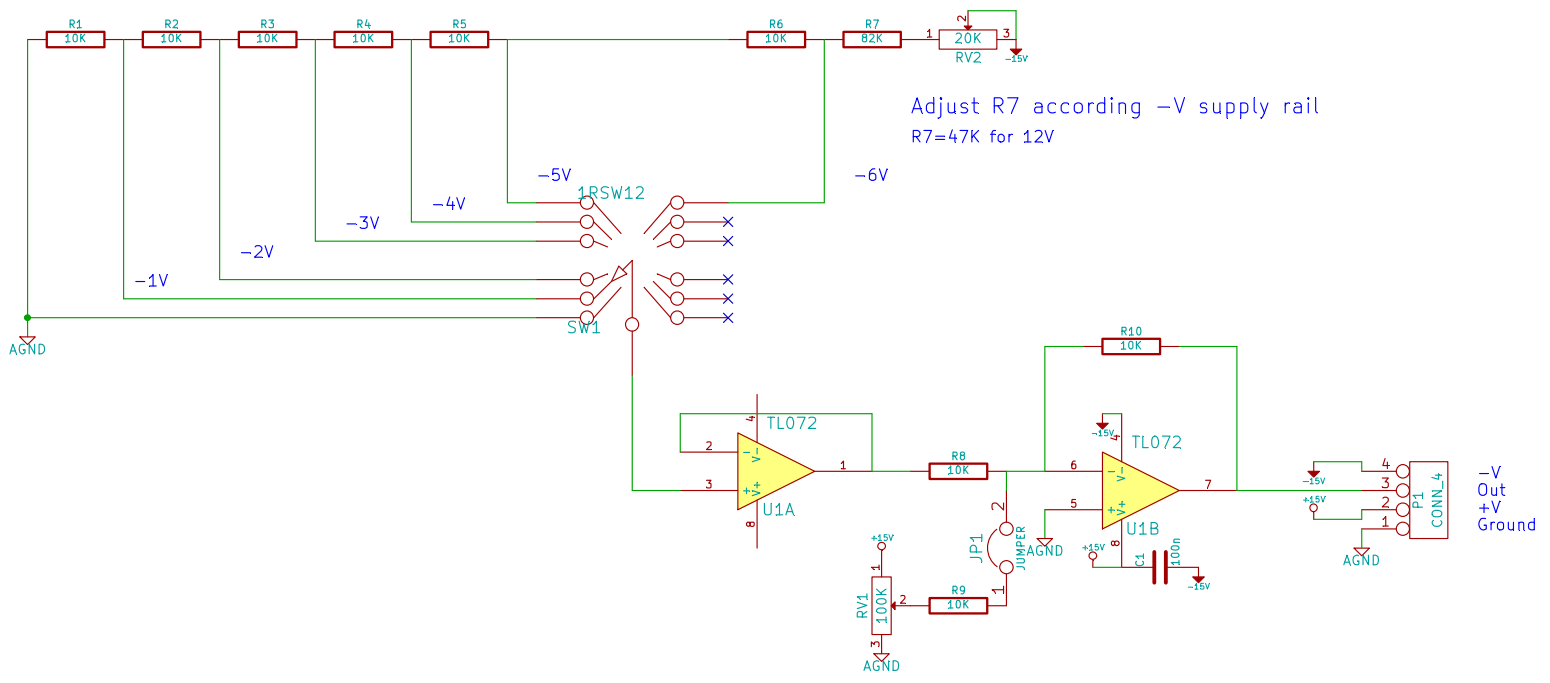 R1
10K
R2
10K
R3
10K
R4
10K
R5
10K
R6
10K
R7
82K
1
2
20K
3
RV2
-15V
Adjust R7 according -V supply rail
R7=47K for 12V
-5V
-6V
1RSW12
-4V
-3V
-2V
-1V
SW1
AGND
R10
10K
4
TL072
2
-
V-
3
+
V+
1
U1A
8
R8
10K
-15V
4
TL072
6
-
V-
5
+
V+
7
U1B
8
AGND
2
JP1
JUMPER
1
+15V
C1
100n
-15V
+15V
1
RV1
100K
2
3
AGND
R9
10K
-15V
+15V
4
3
2
1
P1
CONN_4
AGND
-V
Out
+V
Ground